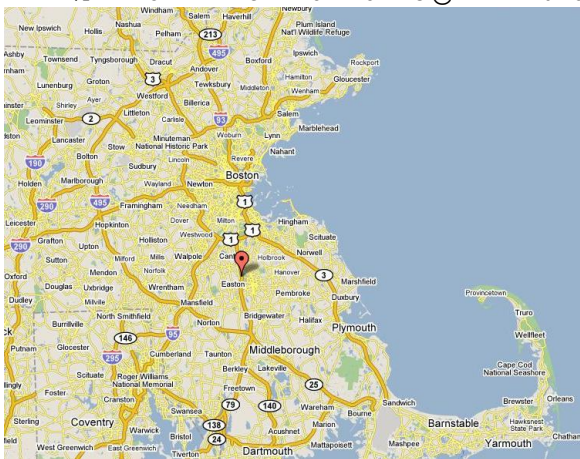 Windham
Salem
Haverhill
Newbury
Plum Island
Nat'l Wildlife Refuge
New Ipswich
Hollis
Nashua
Pelham
213
495
Ipswich
Rockport
Ashby
Townsend
Tyngsborough
Dracut
Andover
Boxford
Hamilton
Gloucester
Lunenburg
Groton
3
Tewksbury
Middleton
Wenham
Westford
Shirley
Ayer
Billerica
Salem
Leominster
2
Littleton
Carlisle
93
Marblehead
Lancaster
Stow
Minuteman
National Historic Park
Woburn
Lynn
190
Bolton
Sudbury
Lincoln
Revere
Nahant
Holden
Marlborough
Wayland
Newton
Boston
290
495
Framingham
Needham
1
Leicester
Hopkinton
Dover
Milton
Hingham
290
Grafton
Upton
Holliston
Westwood
1
1
Scituate
Sutton
Milford
Mills
Walpole
Holbrook
Norwell
Oxford
Mendon
Norfolk
Hanover
3
Marshfield
Douglas
Uxbridge
Wrentham
Easton
Pembroke
Duxbury
Dudley
Millville
Mansfield
Provincetown
Burrillville
Norton
Bridgewater
Halifax
Plymouth
Truro
146
95
Wellfleet
Putnam
Glocester
Cumberland
Taunton
Middleborough
295
Berkley
Lakeville
Cape Cod
National Seashore
Scituate
Roger Williams
National Memorial
Freetown
25
Foster
Cranston
79
140
Wareham
Sandwich
Brewster
Orleans
Sterling
Coventry
Swansea
Bourne
Barnstable
Harwich
State Park
Warwick
138
Acushnet
Marion
Chatham
West Greenwich
East Greenwich
Bristol
24
Tiverton
Dartmouth
Mattapoisett
Mashpee
Yarmouth